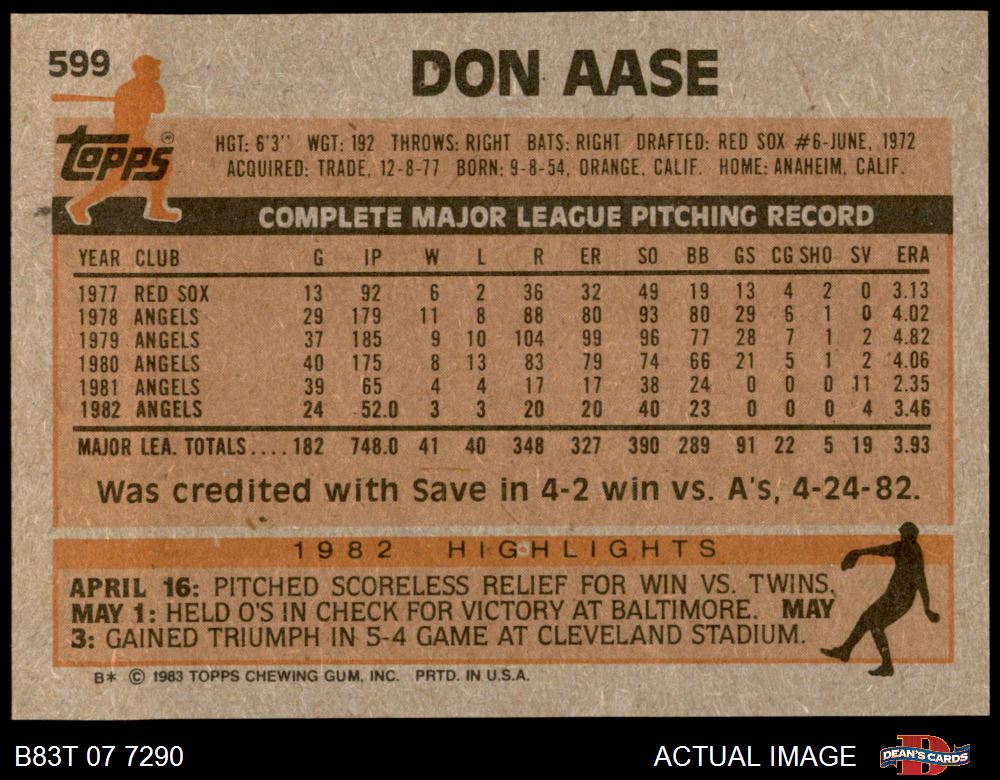 599
DON AASE
topps®
HGT: 6'3'' WGT: 192 THROWS: RIGHT BATS: RIGHT DRAFTED: RED SOX #6-JUNE, 1972
ACQUIRED: TRADE, 12-8-77 BORN: 9-8-54, ORANGE, CALIF. HOME: ANAHEIM, CALIF.
COMPLETE MAJOR LEAGUE PITCHING RECORD
YEAR CLUB G IP W L R ER SO BB GS CG SHO SV ERA
1977 RED SOX 13 92 6 2 36 32 49 19 13 4 2 0 3.13
1978 ANGELS 29 179 11 8 88 80 93 80 29 6 1 0 4.02
1979 ANGELS 37 185 9 10 104 99 96 77 28 7 1 2 4.82
1980 ANGELS 40 175 8 13 83 79 74 66 21 5 1 2 4.06
1981 ANGELS 39 65 4 4 17 17 38 24 0 0 0 11 2.35
1982 ANGELS 24 52.0 3 3 20 20 40 23 0 0 0 4 3.46
MAJOR LEA. TOTALS....182 748.0 41 40 348 327 390 289 91 22 5 19 3.93
Was credited with Save in 4-2 win vs. A's, 4-24-82.
1982 HIGHLIGHTS
APRIL 16: PITCHED SCORELESS RELIEF FOR WIN VS. TWINS.
MAY 1: HELD O'S IN CHECK FOR VICTORY AT BALTIMORE. MAY
3: GAINED TRIUMPH IN 5-4 GAME AT CLEVELAND STADIUM.
B* © 1983 TOPPS CHEWING GUM, INC. PRTD. IN U.S.A.
B83T 07 7290
ACTUAL IMAGE
DEAN'S CARDS